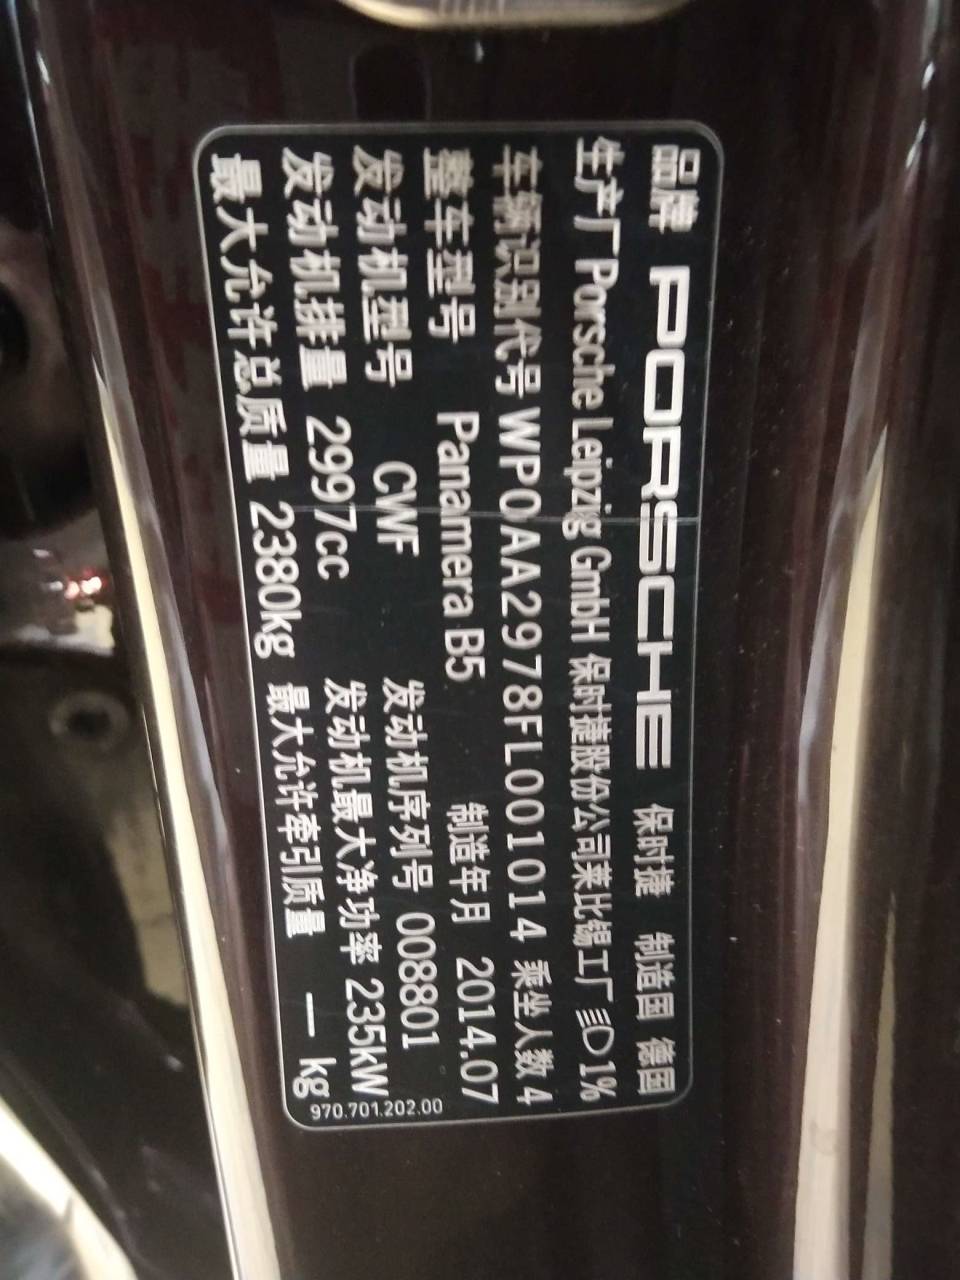 品牌 PORSCHE 保时捷 制造国 德国
生产厂 Porsche Leipzig GmbH 保时捷股份公司莱比锡工厂 1%
车辆识别代号 WP0AA2978FL001014 乘坐人数 4
整车型号 Panamera B5 制造年月 2014.07
发动机型号 CWF 发动机序列号 008801
发动机排量 2997cc 发动机最大净功率 235kW
最大允许总质量 2380kg 最大允许牵引质量 — kg
970.701.202.00